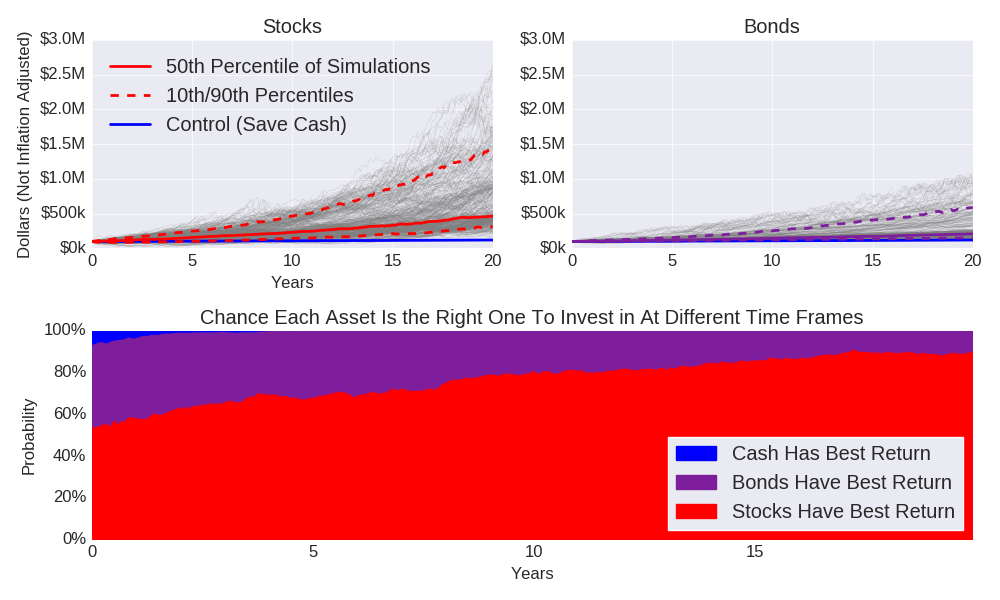 Stocks
Dollars (Not Inflation Adjusted)
$3.0M
$2.5M
$2.0M
$1.5M
$1.0M
$500k
$0k
50th Percentile of Simulations
10th/90th Percentiles
Control (Save Cash)
0 5 10 15 20
Years
Bonds
$3.0M
$2.5M
$2.0M
$1.5M
$1.0M
$500k
$0k
0 5 10 15 20
Chance Each Asset Is the Right One To Invest in At Different Time Frames
Probability
100%
80%
60%
40%
20%
0%
Cash Has Best Return
Bonds Have Best Return
Stocks Have Best Return
0 5 10 15
Years